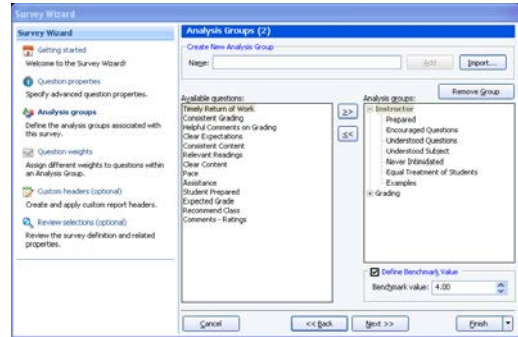 Survey Wizard
Survey Wizard
Getting started
Welcome to the Survey Wizard!
Question properties
Specify advanced question properties.
Analysis groups
Define the analysis groups associated with
this survey.
Question weights
Assign different weights to questions within
an Analysis Group.
Custom headers (optional)
Create and apply custom report headers.
Review selections (optional)
Review the survey definition and related
properties.
Analysis Groups (2)
Create New Analysis Group
Name:
Add
Import...
Remove Group
Available questions:
Timely Return of Work
Consistent Grading
Helpful Comments on Grading
Clear Expectations
Consistent Content
Relevant Readings
Clear Content
Pace
Assistance
Student Prepared
Expected Grade
Recommend Class
Comments - Ratings
>>
<<
Analysis groups:
Instructor
Prepared
Encouraged Questions
Understood Questions
Understood Subject
Never Intimidated
Equal Treatment of Students
Examples
Grading
Define Benchmark Value
Benchmark value: 4.00
Cancel
<< Back
Next >>
Finish